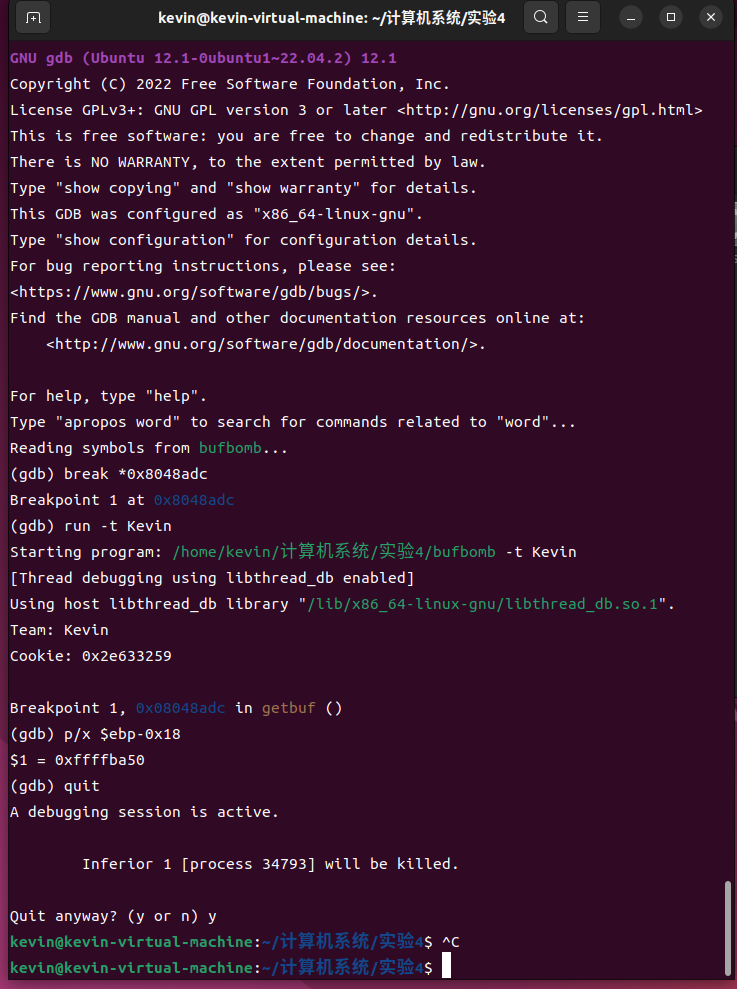 kevin@kevin-virtual-machine: ~/计算机系统/实验4
GNU gdb (Ubuntu 12.1-0ubuntu1~22.04.2) 12.1
Copyright (C) 2022 Free Software Foundation, Inc.
License GPLv3+: GNU GPL version 3 or later <http://gnu.org/licenses/gpl.html>
This is free software: you are free to change and redistribute it.
There is NO WARRANTY, to the extent permitted by law.
Type "show copying" and "show warranty" for details.
This GDB was configured as "x86_64-linux-gnu".
Type "show configuration" for configuration details.
For bug reporting instructions, please see:
<https://www.gnu.org/software/gdb/bugs/>.
Find the GDB manual and other documentation resources online at:
    <http://www.gnu.org/software/gdb/documentation/>.

For help, type "help".
Type "apropos word" to search for commands related to "word"...
Reading symbols from bufbomb...
(gdb) break *0x8048adc
Breakpoint 1 at 0x8048adc
(gdb) run -t Kevin
Starting program: /home/kevin/计算机系统/实验4/bufbomb -t Kevin
[Thread debugging using libthread_db enabled]
Using host libthread_db library "/lib/x86_64-linux-gnu/libthread_db.so.1".
Team: Kevin
Cookie: 0x2e633259

Breakpoint 1, 0x08048adc in getbuf ()
(gdb) p/x $ebp-0x18
$1 = 0xffffba50
(gdb) quit
A debugging session is active.

        Inferior 1 [process 34793] will be killed.

Quit anyway? (y or n) y
kevin@kevin-virtual-machine:~/计算机系统/实验4$ ^C
kevin@kevin-virtual-machine:~/计算机系统/实验4$